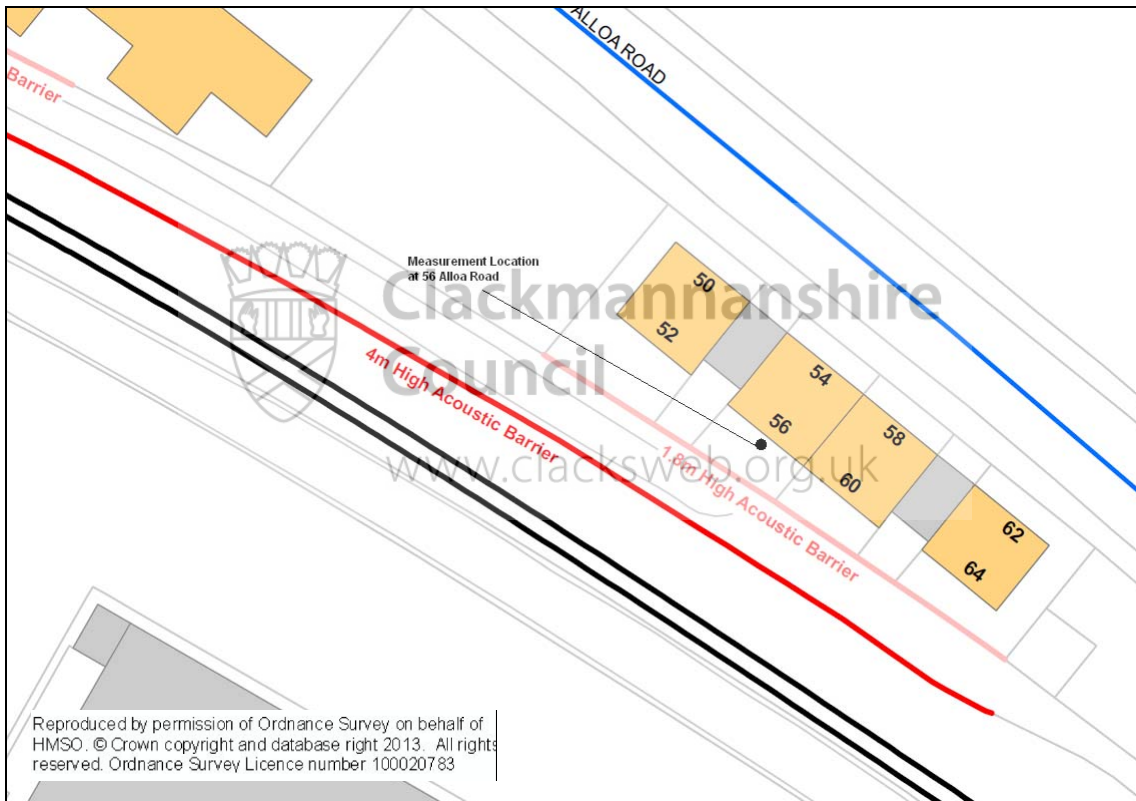 ALLOA ROAD
Barrier
Measurement Location
at 56 Alloa Road
Clackmannanshire
Council
www.clacksweb.org.uk
4m High Acoustic Barrier
1.8m High Acoustic Barrier
50
52
54
56
58
60
62
64
Reproduced by permission of Ordnance Survey on behalf of
HMSO. © Crown copyright and database right 2013. All rights
reserved. Ordnance Survey Licence number 100020783